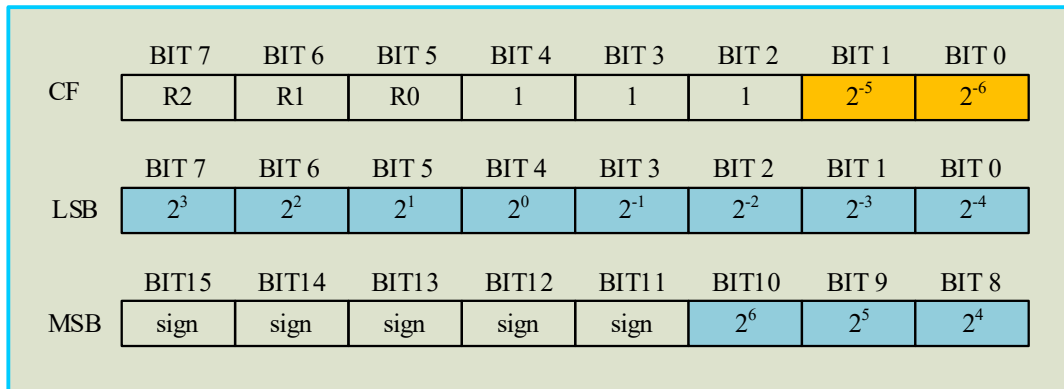 BIT 7 BIT 6 BIT 5 BIT 4 BIT 3 BIT 2 BIT 1 BIT 0
CF R2 R1 R0 1 1 1 2⁻⁵ 2⁻⁶
BIT 7 BIT 6 BIT 5 BIT 4 BIT 3 BIT 2 BIT 1 BIT 0
LSB 2³ 2² 2¹ 2⁰ 2⁻¹ 2⁻² 2⁻³ 2⁻⁴
BIT15 BIT14 BIT13 BIT12 BIT11 BIT10 BIT 9 BIT 8
MSB sign sign sign sign sign 2⁶ 2⁵ 2⁴